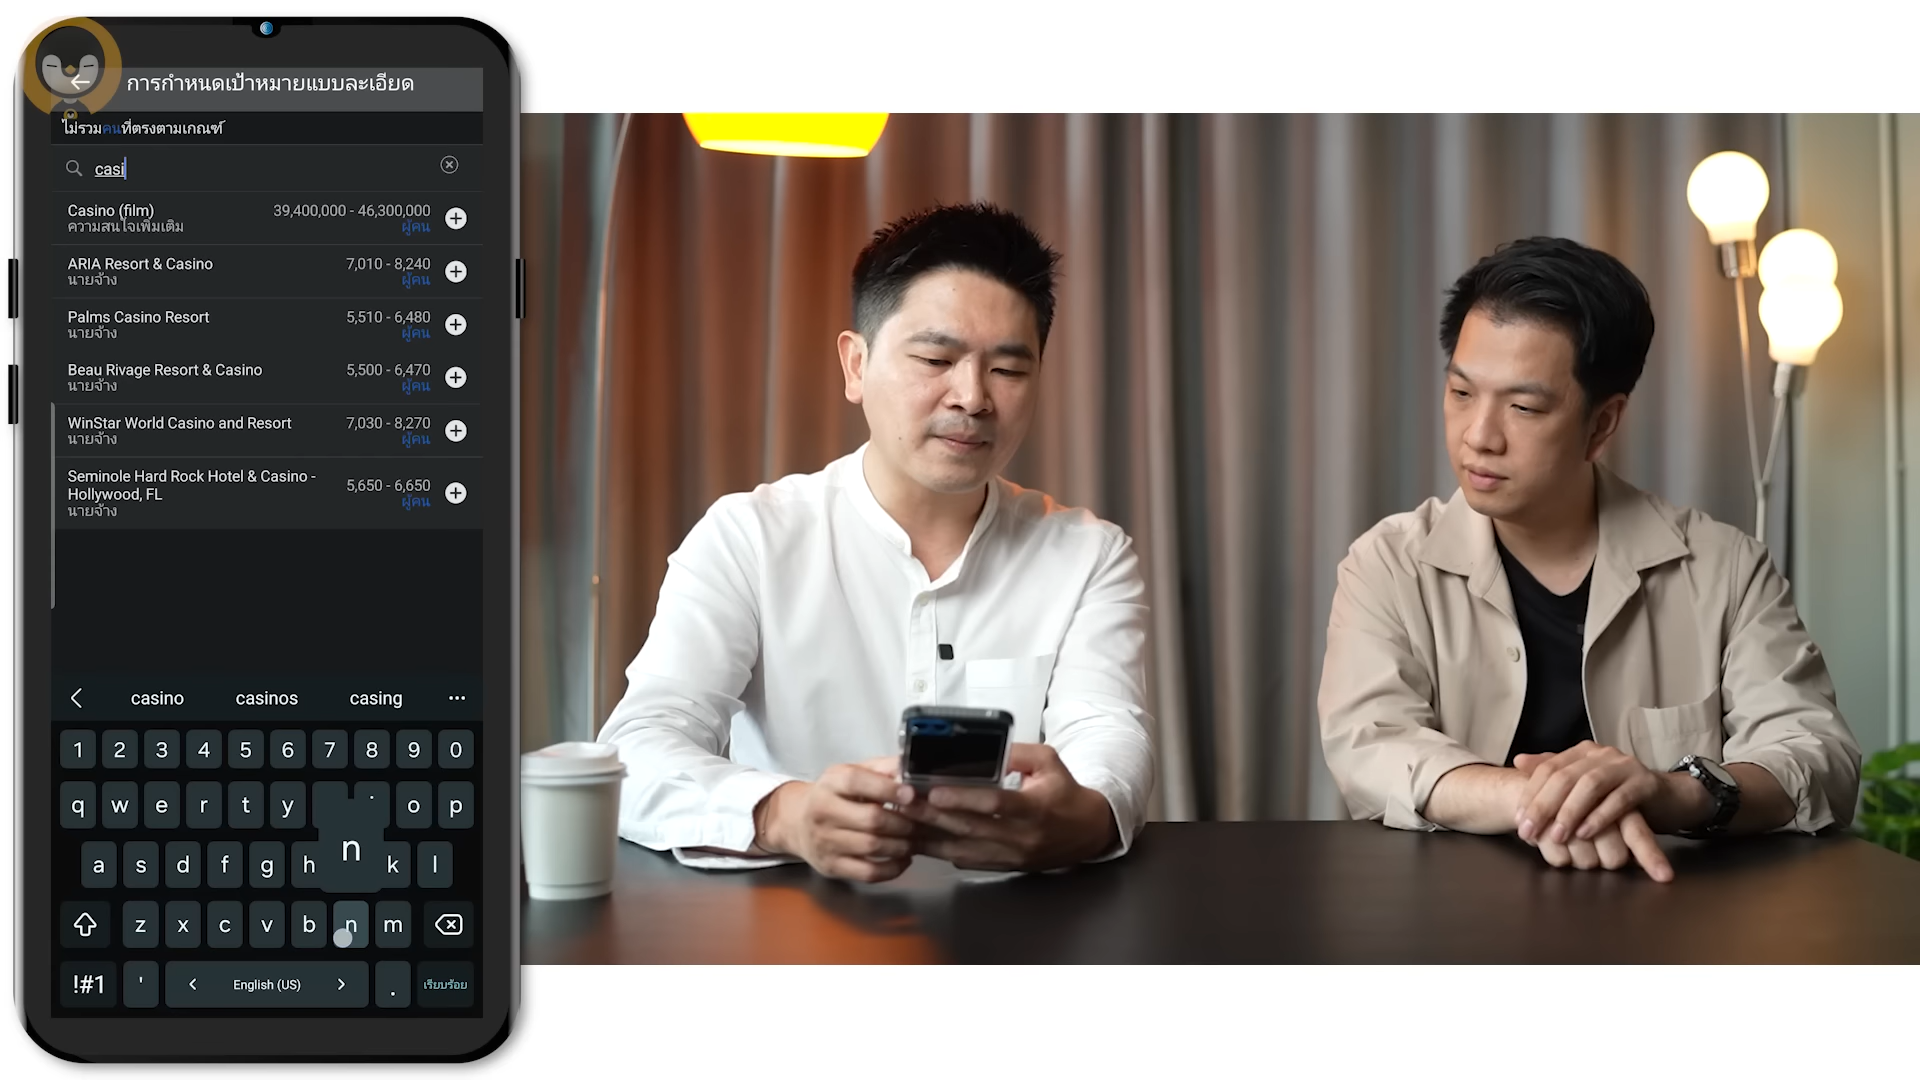 การกำหนดเป้าหมายแบบละเอียด
ไม่รวมคนที่ตรงตามเกณฑ์
casi
Casino (film) 39,400,000 - 46,300,000
ความสนใจเพิ่มเติม ผู้คน
ARIA Resort & Casino 7,010 - 8,240
นายจ้าง ผู้คน
Palms Casino Resort 5,510 - 6,480
นายจ้าง ผู้คน
Beau Rivage Resort & Casino 5,500 - 6,470
นายจ้าง ผู้คน
WinStar World Casino and Resort 7,030 - 8,270
นายจ้าง ผู้คน
Seminole Hard Rock Hotel & Casino - 5,650 - 6,650
Hollywood, FL ผู้คน
นายจ้าง
casino casinos casing ...
1 2 3 4 5 6 7 8 9 0
q w e r t y o p
a s d f g h n k l
z x c v b n m
!#1 ' < English (US) > . เรียบร้อย